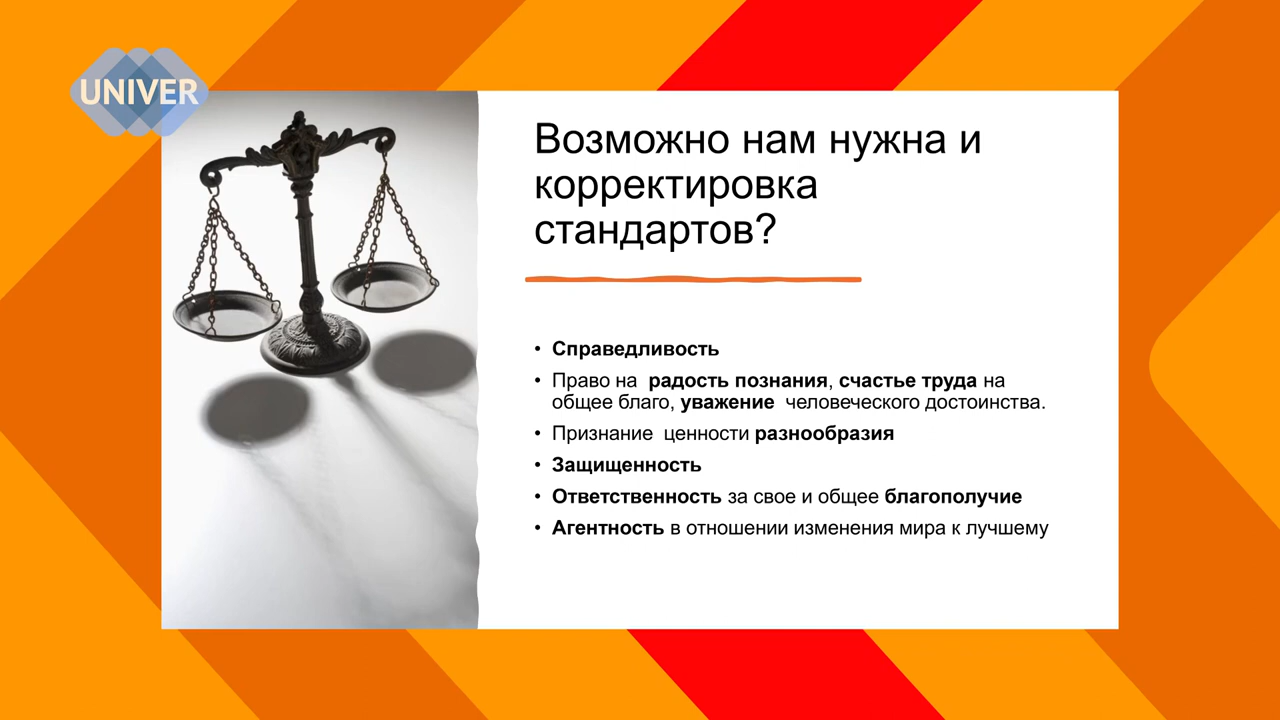 UNIVER
Возможно нам нужна и
корректировка
стандартов?
• Справедливость
• Право на радость познания, счастье труда на
общее благо, уважение человеческого достоинства.
• Признание ценности разнообразия
• Защищенность
• Ответственность за свое и общее благополучие
• Агентность в отношении изменения мира к лучшему